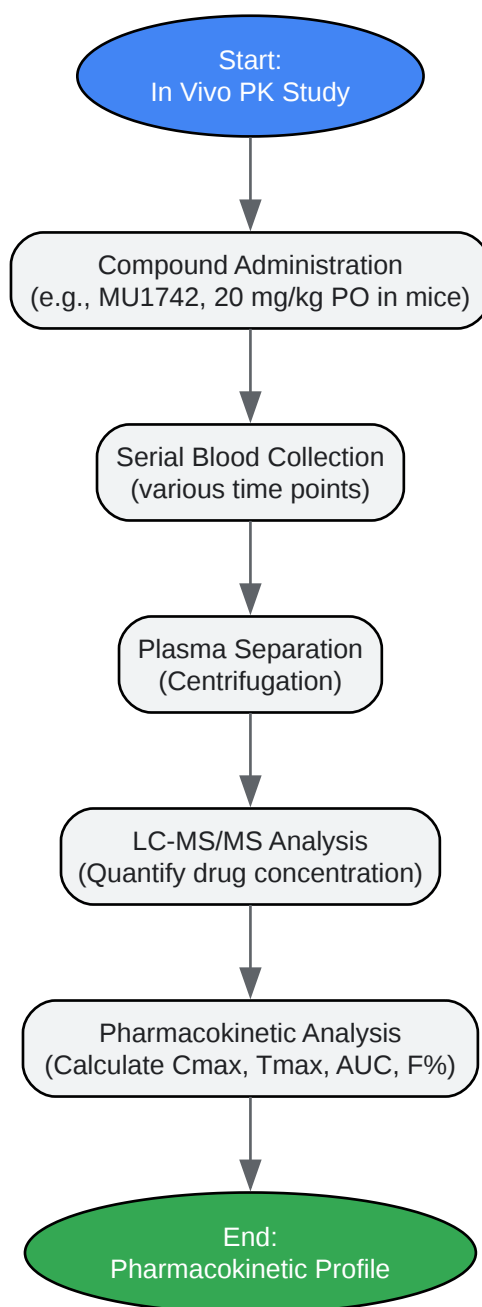 Start:
In Vivo PK Study
Compound Administration
(e.g., MU1742, 20 mg/kg PO in mice)
Serial Blood Collection
(various time points)
Plasma Separation
(Centrifugation)
LC-MS/MS Analysis
(Quantify drug concentration)
Pharmacokinetic Analysis
(Calculate Cmax, Tmax, AUC, F%)
End:
Pharmacokinetic Profile